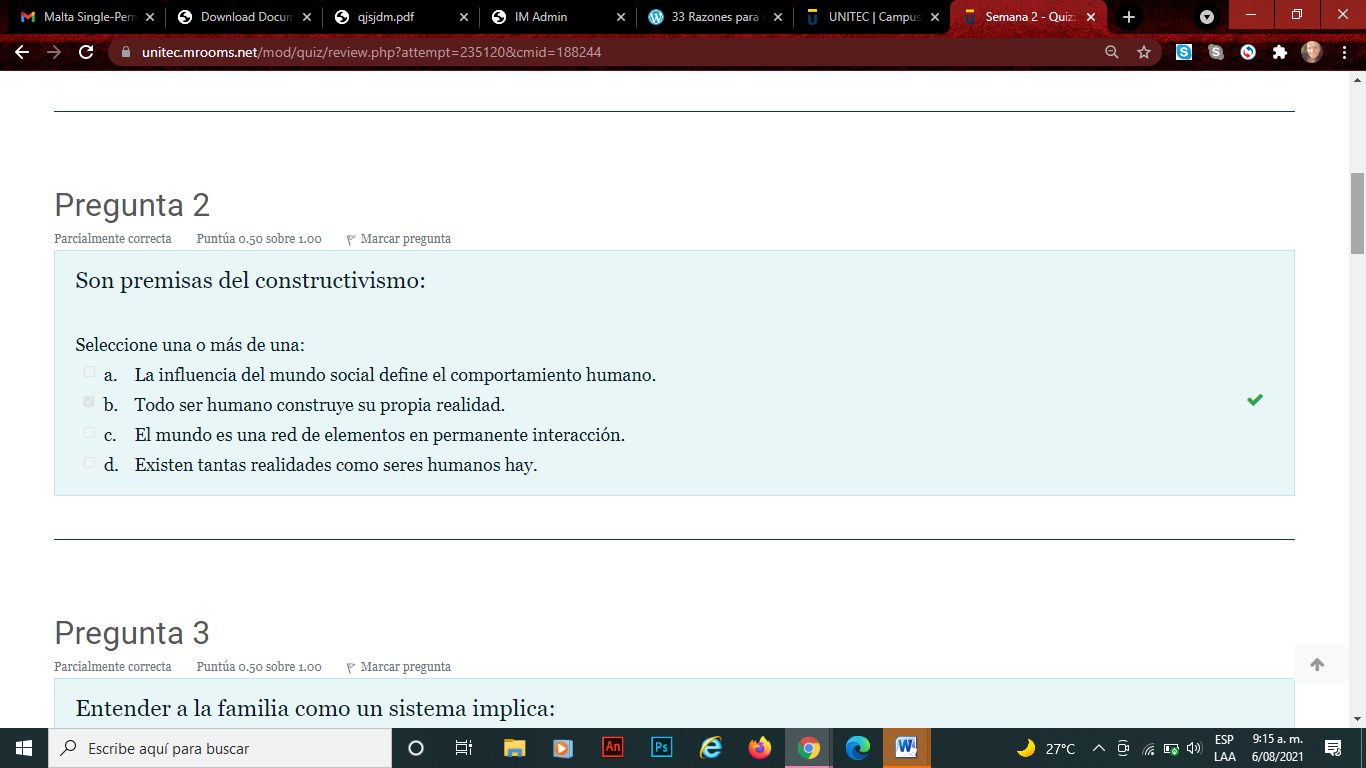 Malta Single-Perm
Download Docum
qjsjdm.pdf
IM Admin
33 Razones para
UNITEC | Campus
Semana 2 - Quiz
unitec.mrooms.net/mod/quiz/review.php?attempt=235120&cmid=188244
Pregunta 2
Parcialmente correcta Puntúa 0.50 sobre 1.00 Marcar pregunta
Son premisas del constructivismo:
Seleccione una o más de una:
a. La influencia del mundo social define el comportamiento humano.
b. Todo ser humano construye su propia realidad.
c. El mundo es una red de elementos en permanente interacción.
d. Existen tantas realidades como seres humanos hay.
Pregunta 3
Parcialmente correcta Puntúa 0.50 sobre 1.00 Marcar pregunta
Entender a la familia como un sistema implica:
Escribe aquí para buscar
An
Ps
27°C
ESP
LAA
9:15 a. m.
6/08/2021